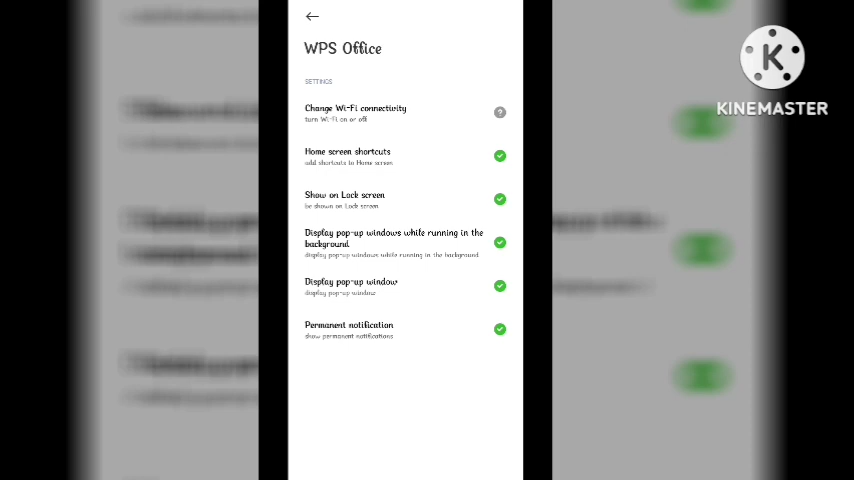 WPS Office
SETTINGS
Change Wi-Fi connectivity
turn Wi-Fi on or off
?
Home screen shortcuts
add shortcuts to Home screen
Show on Lock screen
be shown on Lock screen
Display pop-up windows while running in the
background
display pop-up windows while running in the background
Display pop-up window
display pop-up window
Permanent notification
show permanent notifications
K
KINEMASTER